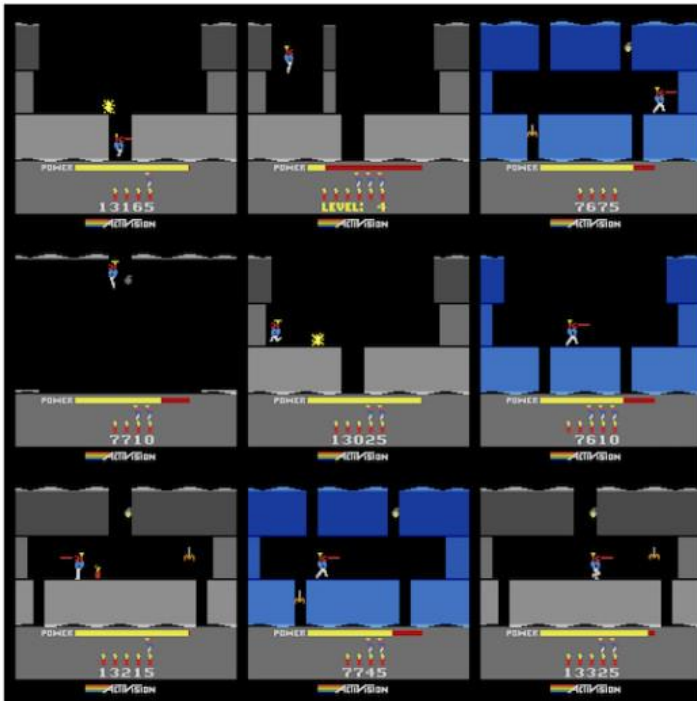 POWER
13165
ACTIVISION
POWER
LEVEL: 4
ACTIVISION
POWER
7675
ACTIVISION
POWER
7710
ACTIVISION
POWER
13025
ACTIVISION
POWER
7610
ACTIVISION
POWER
13215
ACTIVISION
POWER
7745
ACTIVISION
POWER
13325
ACTIVISION